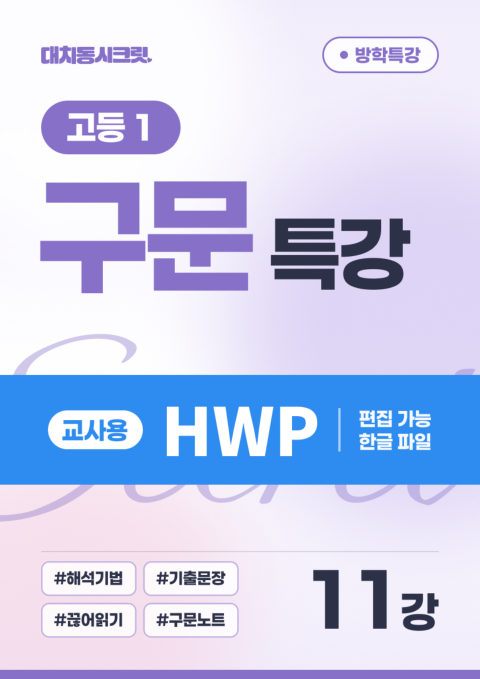 대치동시크릿.
• 방학특강
고등 1
구문 특강
Secret
교사용 HWP 편집 가능
한글 파일
#해석기법 #기출문장
#끊어읽기 #구문노트
11강